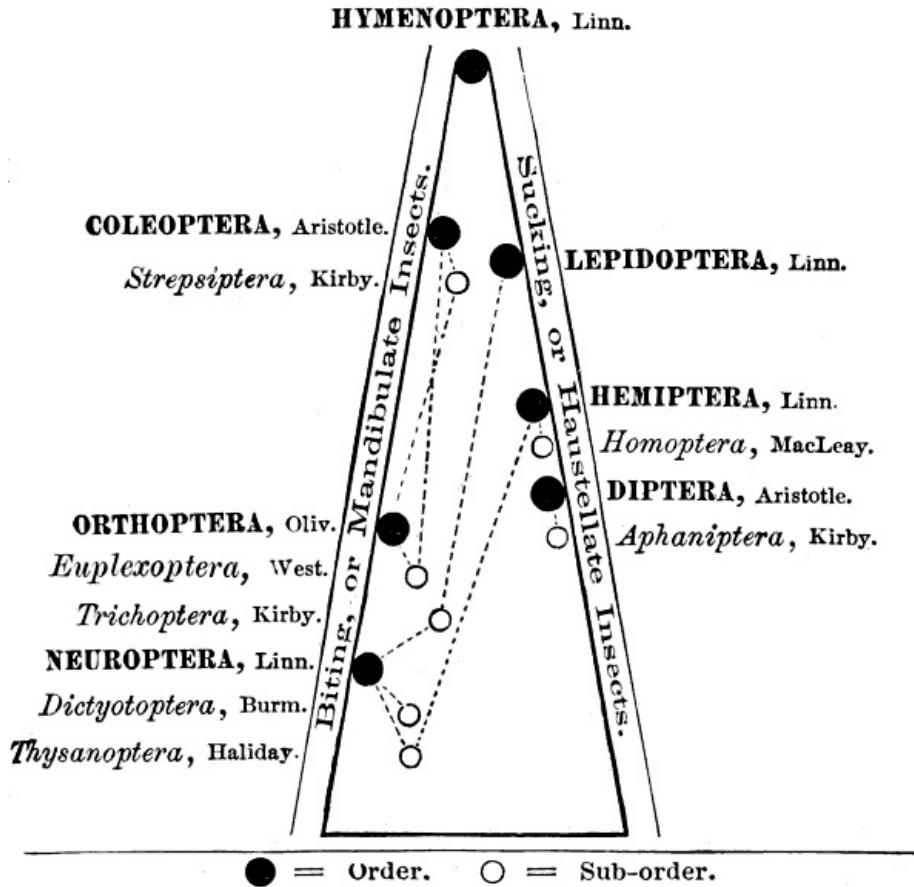 HYMENOPTERA, Linn.
Biting, or Mandibulate Insects.
Sucking, or Haustellate Insects.
COLEOPTERA, Aristotle.
Strepsiptera, Kirby.
LEPIDOPTERA, Linn.
HEMIPTERA, Linn.
Homoptera, MacLeay.
DIPTERA, Aristotle.
Aphaniptera, Kirby.
ORTHOPTERA, Oliv.
Euplexoptera, West.
Trichoptera, Kirby.
NEUROPTERA, Linn.
Dictyotoptera, Burm.
Thysanoptera, Haliday.
= Order. = Sub-order.